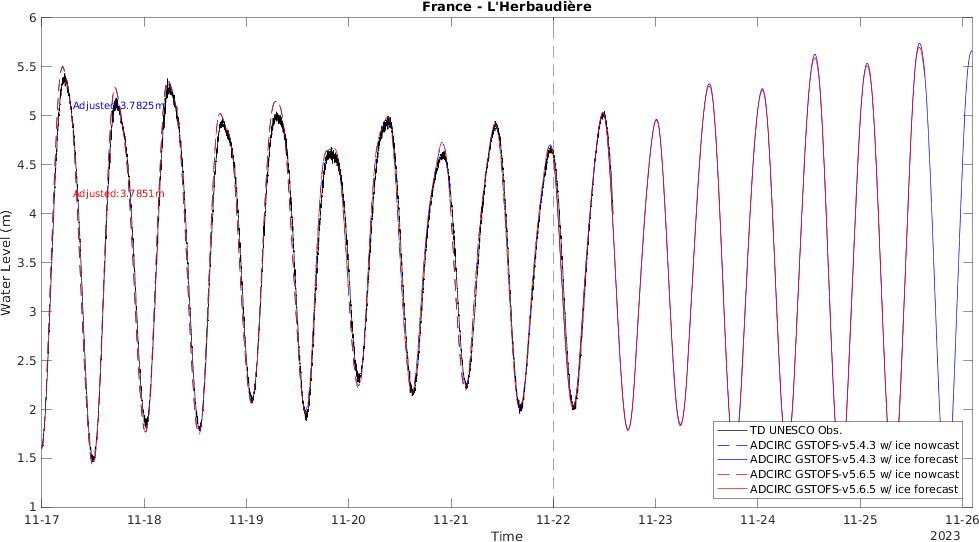 France - L'Herbaudière
6
5.5
5
4.5
4
3.5
3
2.5
2
1.5
1
Water Level (m)
Adjusted:3.7825m
Adjusted:3.7851m
TD UNESCO Obs.
ADCIRC GSTOFS-v5.4.3 w/ ice nowcast
ADCIRC GSTOFS-v5.4.3 w/ ice forecast
ADCIRC GSTOFS-v5.6.5 w/ ice nowcast
ADCIRC GSTOFS-v5.6.5 w/ ice forecast
11-17 11-18 11-19 11-20 11-21 11-22 11-23 11-24 11-25 11-26
Time
2023